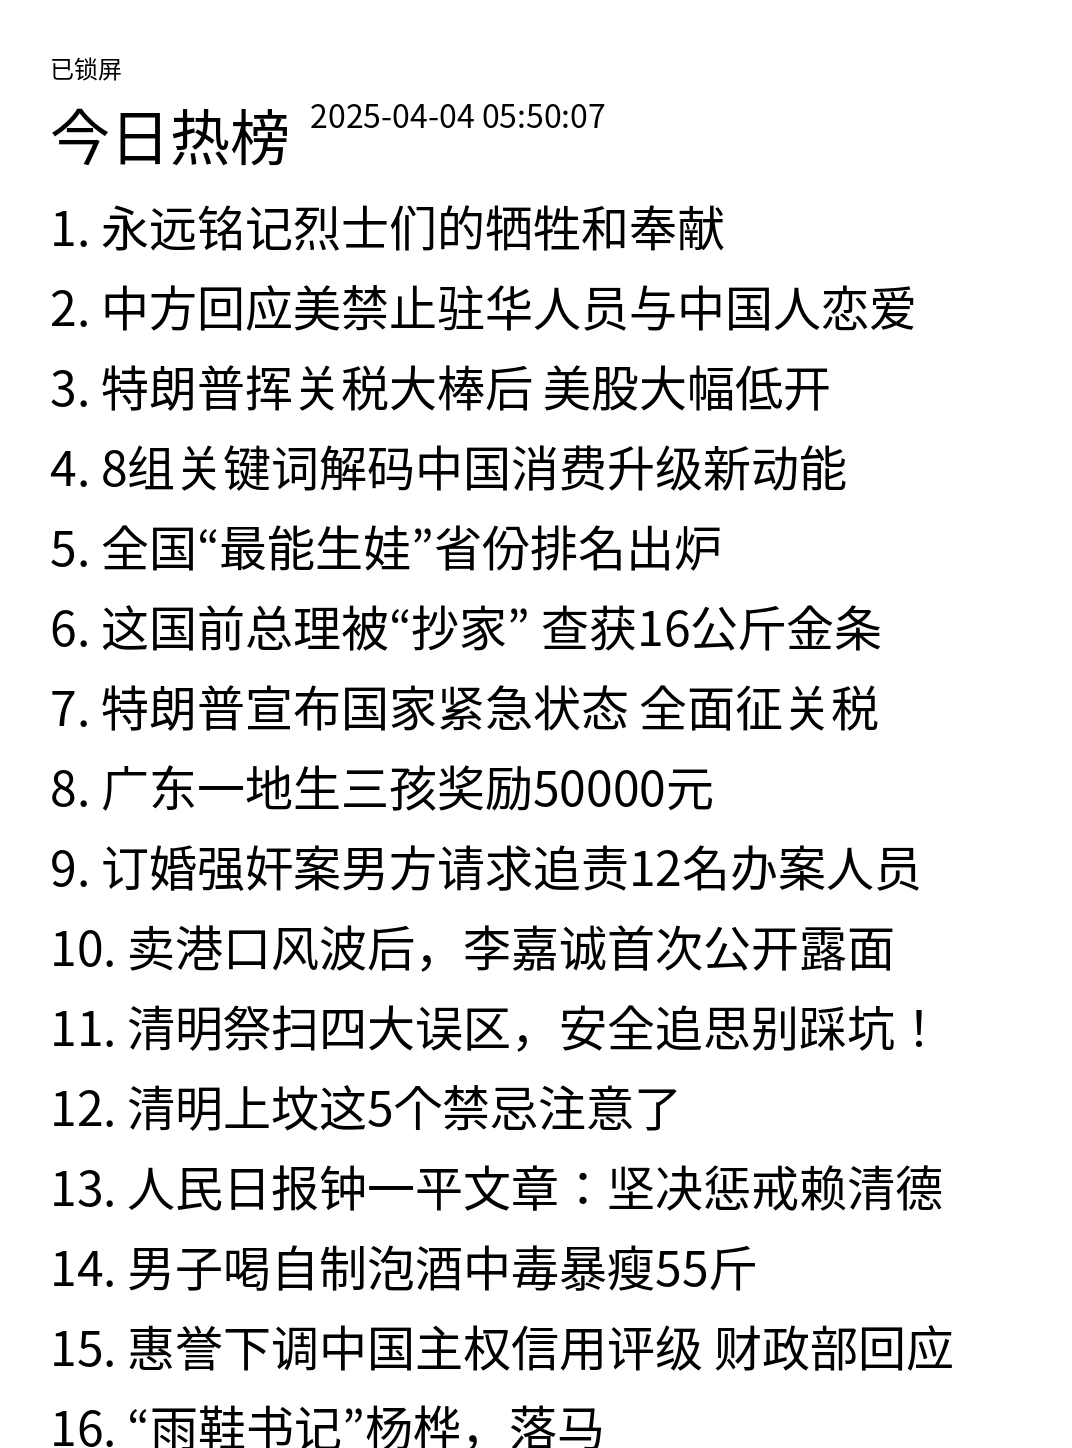 已锁屏
今日热榜 2025-04-04 05:50:07
1. 永远铭记烈士们的牺牲和奉献
2. 中方回应美禁止驻华人员与中国人恋爱
3. 特朗普挥关税大棒后 美股大幅低开
4. 8组关键词解码中国消费升级新动能
5. 全国“最能生娃”省份排名出炉
6. 这国前总理被“抄家” 查获16公斤金条
7. 特朗普宣布国家紧急状态 全面征关税
8. 广东一地生三孩奖励50000元
9. 订婚强奸案男方请求追责12名办案人员
10. 卖港口风波后，李嘉诚首次公开露面
11. 清明祭扫四大误区，安全追思别踩坑！
12. 清明上坟这5个禁忌注意了
13. 人民日报钟一平文章：坚决惩戒赖清德
14. 男子喝自制泡酒中毒暴瘦55斤
15. 惠誉下调中国主权信用评级 财政部回应
16. “雨鞋书记”杨桦，落马